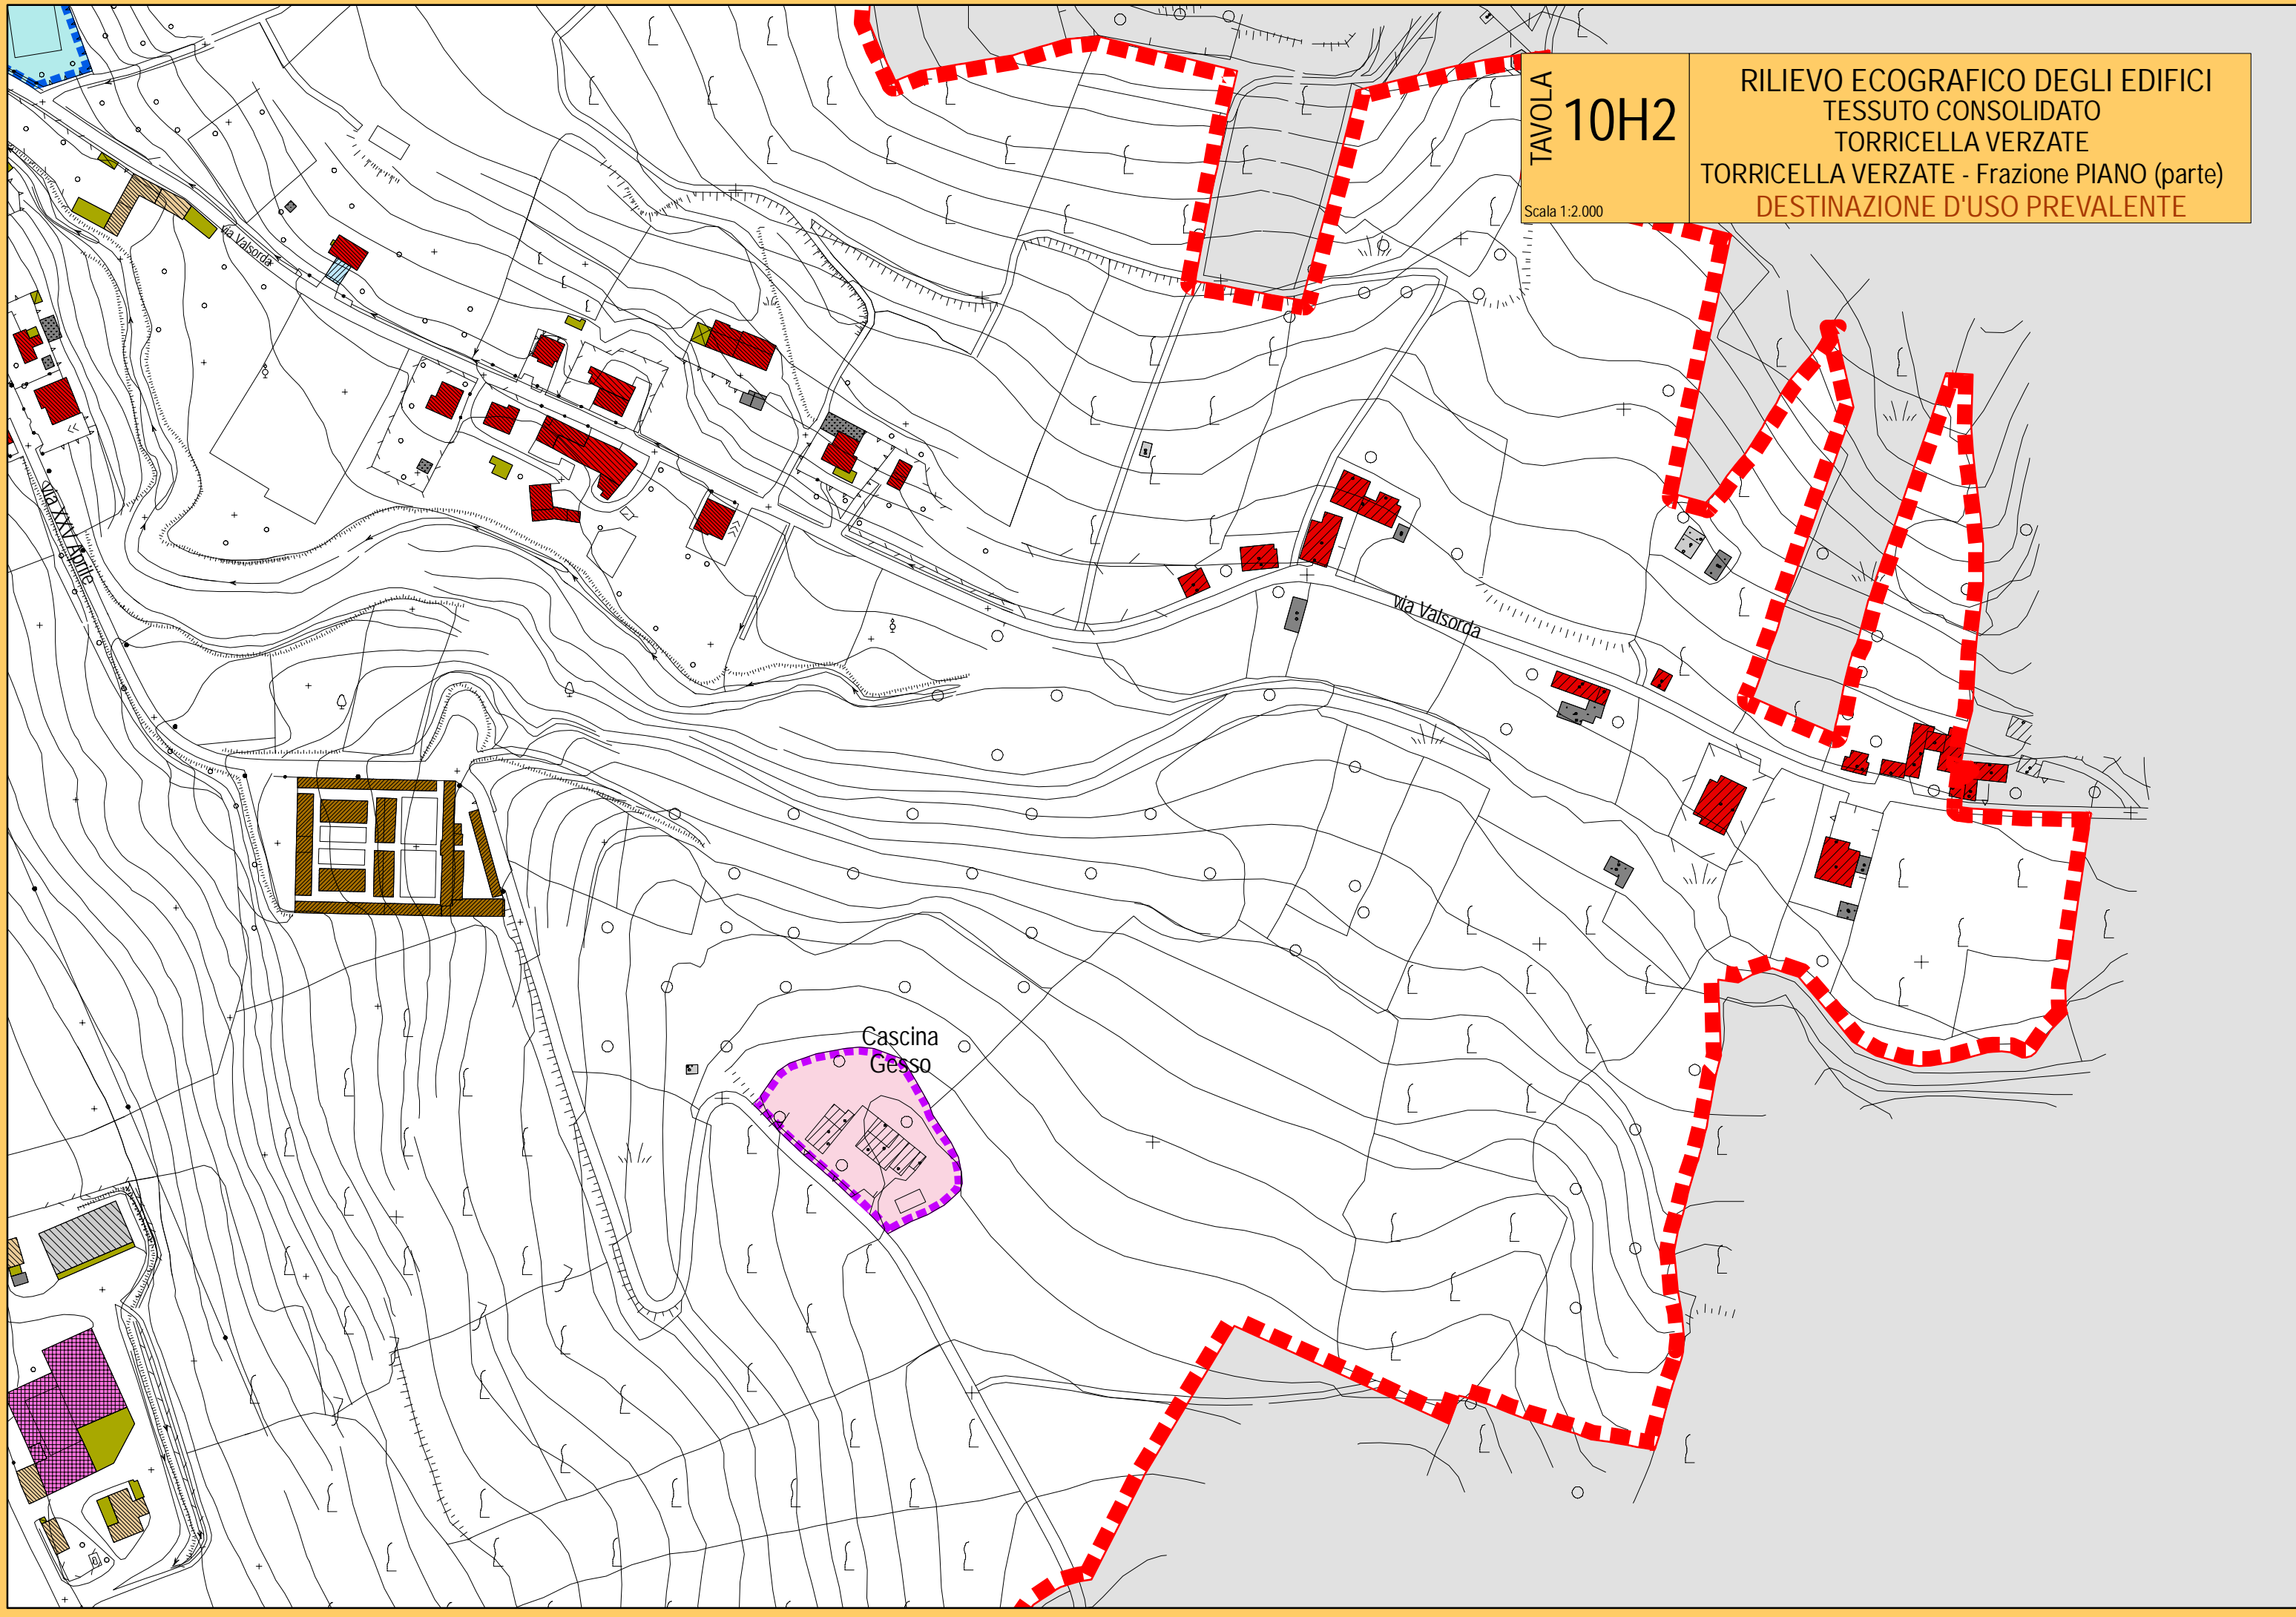 TAVOLA
10H2
Scala 1:2.000
RILIEVO ECOGRAFICO DEGLI EDIFICI
TESSUTO CONSOLIDATO
TORRICELLA VERZATE
TORRICELLA VERZATE - Frazione PIANO (parte)
DESTINAZIONE D'USO PREVALENTE
via Valsorda
via XXV Aprile
via Valsorda
Cascina
Gesso